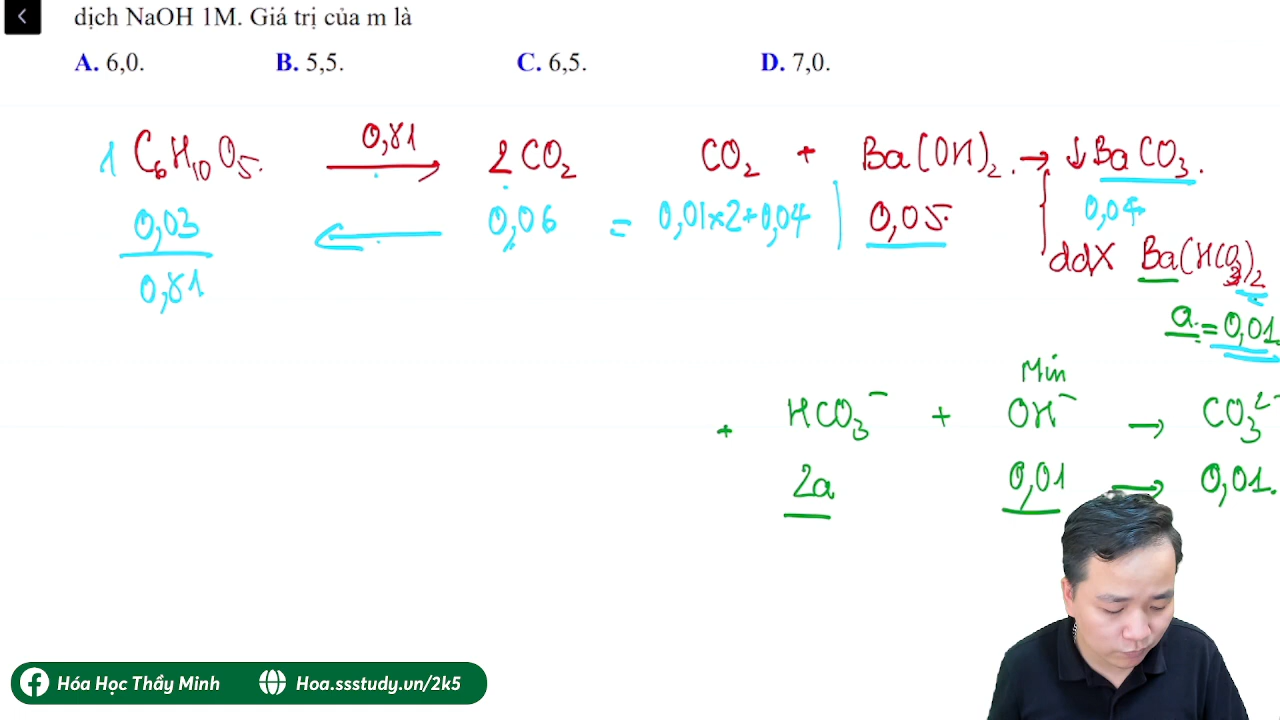 dịch NaOH 1M. Giá trị của m là
A. 6,0. B. 5,5. C. 6,5. D. 7,0.
1 C6H10O5. 0,81 → 2CO2 CO2 + Ba(OH)2. → ↓BaCO3.
0,03 ← 0,06 = 0,01×2+0,04 | 0,05. 0,04
0,81 ddX Ba(HCO3)2
a = 0,01.
Min
+ HCO3⁻ + OH⁻ → CO3²⁻
2a 0,01 → 0,01.
Hóa Học Thầy Minh Hoa.ssstudy.vn/2k5